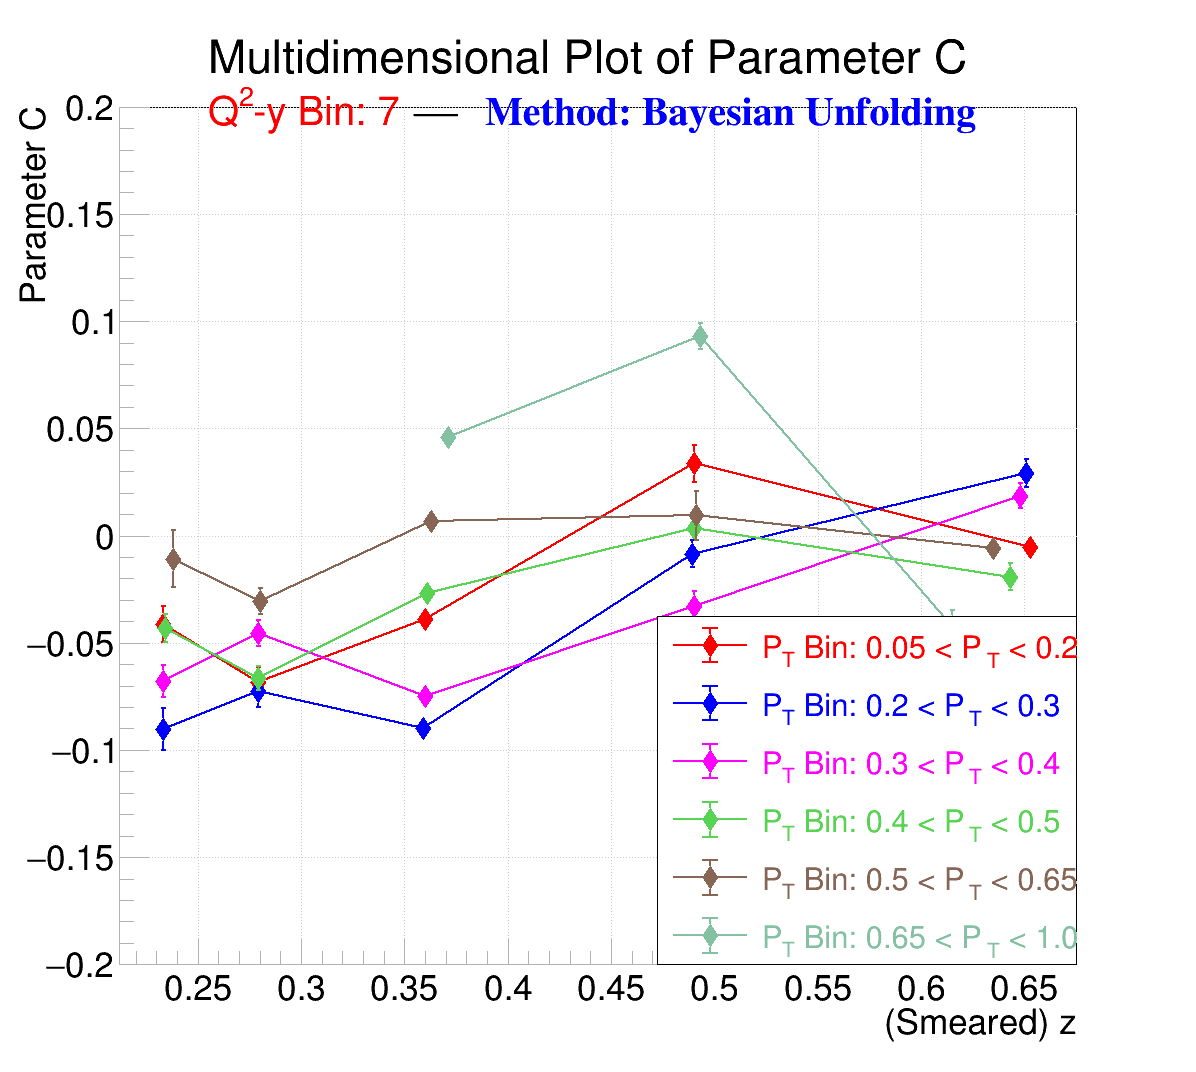 Multidimensional Plot of Parameter C
Q2-y Bin: 7 — Method: Bayesian Unfolding
Parameter C
0.2
0.15
0.1
0.05
0
−0.05
−0.1
−0.15
−0.2
PT Bin: 0.05 < PT < 0.2
PT Bin: 0.2 < PT < 0.3
PT Bin: 0.3 < PT < 0.4
PT Bin: 0.4 < PT < 0.5
PT Bin: 0.5 < PT < 0.65
PT Bin: 0.65 < PT < 1.0
0.25 0.3 0.35 0.4 0.45 0.5 0.55 0.6 0.65
(Smeared) z